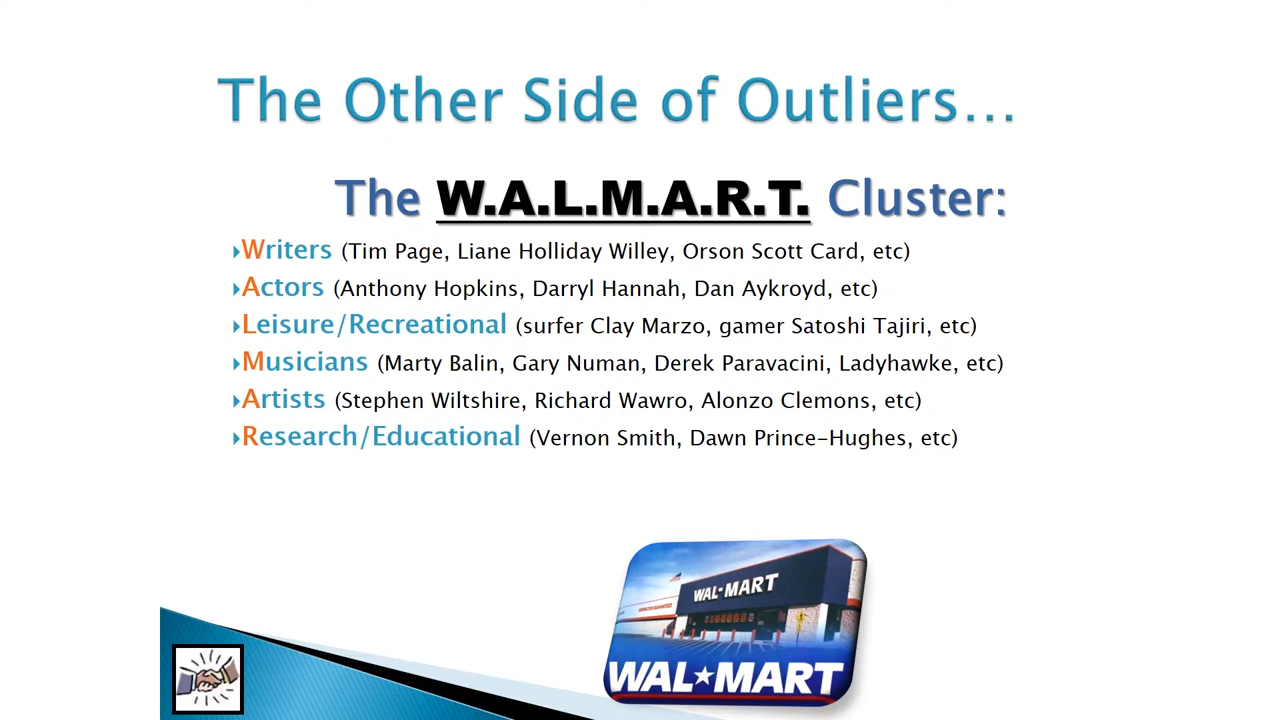 The Other Side of Outliers...
The W.A.L.M.A.R.T. Cluster:
Writers (Tim Page, Liane Holliday Willey, Orson Scott Card, etc)
Actors (Anthony Hopkins, Darryl Hannah, Dan Aykroyd, etc)
Leisure/Recreational (surfer Clay Marzo, gamer Satoshi Tajiri, etc)
Musicians (Marty Balin, Gary Numan, Derek Paravacini, Ladyhawke, etc)
Artists (Stephen Wiltshire, Richard Wawro, Alonzo Clemons, etc)
Research/Educational (Vernon Smith, Dawn Prince-Hughes, etc)
WAL-MART
WAL★MART